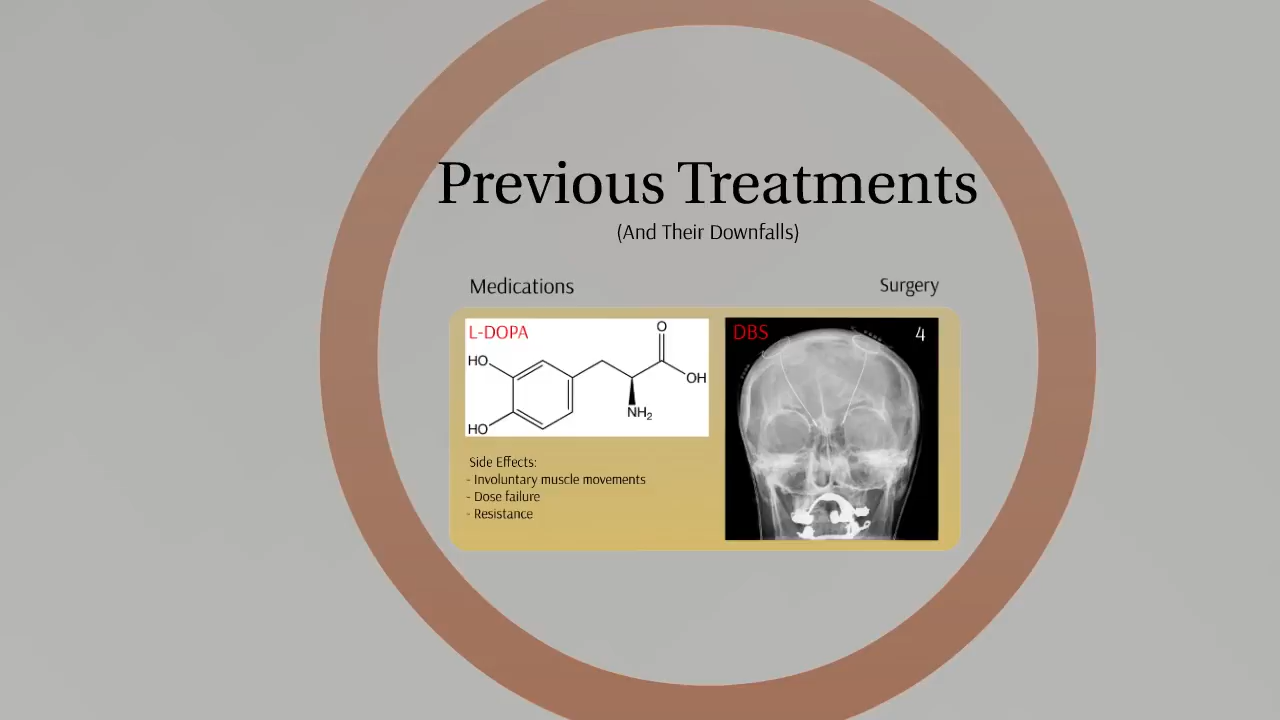 Previous Treatments
(And Their Downfalls)
Medications
Surgery
L-DOPA
O
HO
OH
NH₂
HO
DBS
4
Side Effects:
- Involuntary muscle movements
- Dose failure
- Resistance